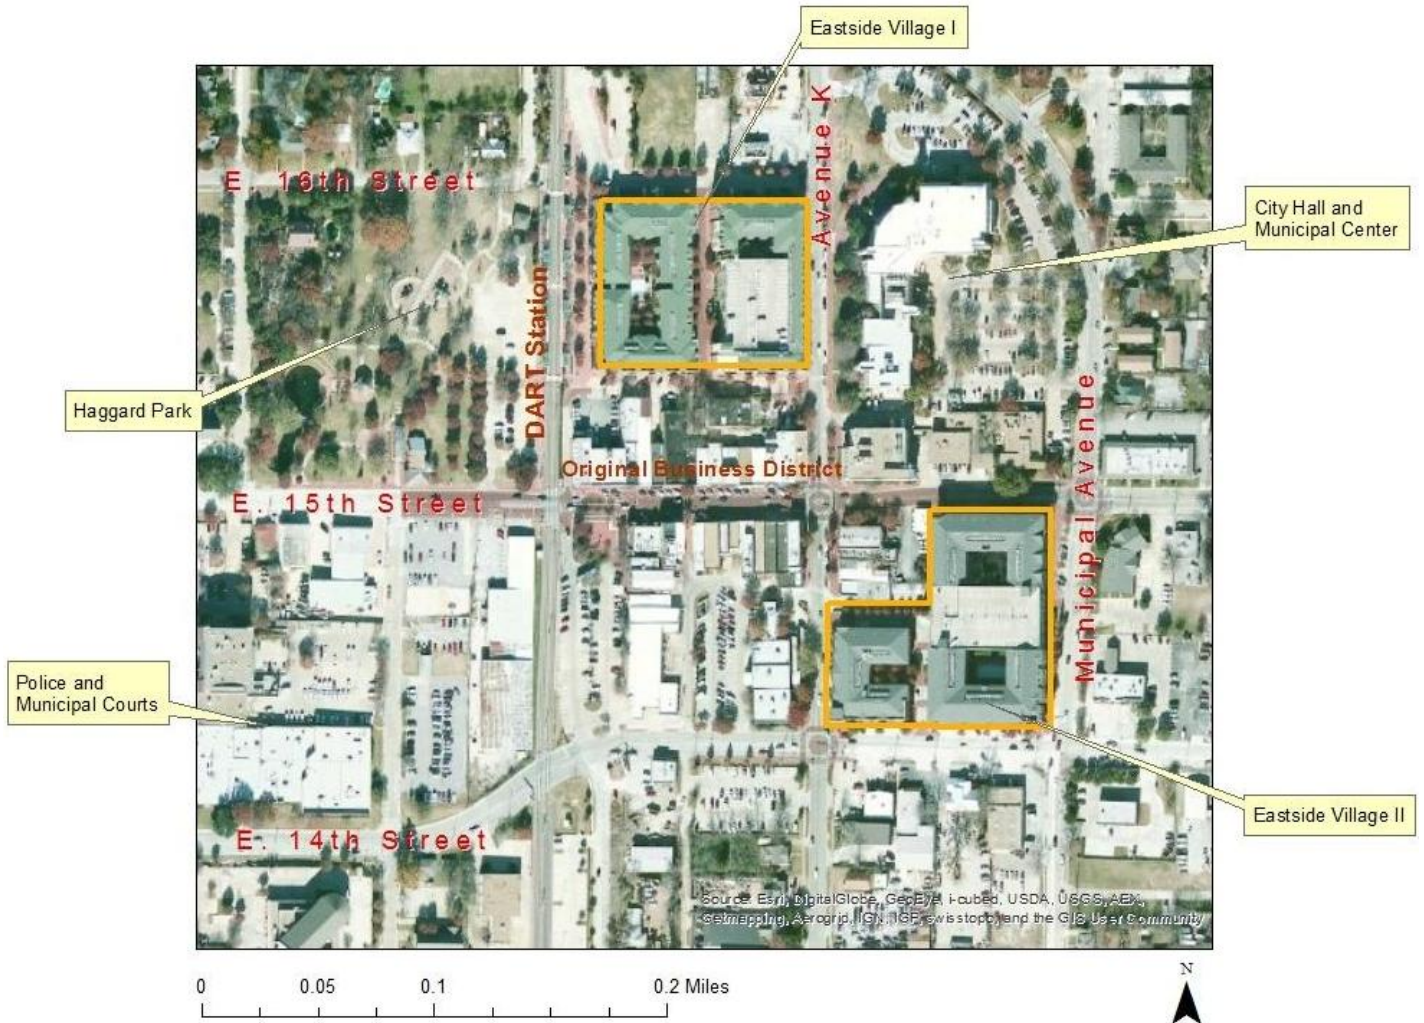 Eastside Village I
Avenue K
E. 16th Street
City Hall and
Municipal Center
DART Station
Haggard Park
Municipal Avenue
Original Business District
E. 15th Street
Police and
Municipal Courts
Eastside Village II
E. 14th Street
Source: Esri, DigitalGlobe, GeoEye, i-cubed, USDA, USGS, AEX,
Getmapping, Aerogrid, IGN, IGP, swisstopo, and the GIS User Community
0 0.05 0.1 0.2 Miles
N